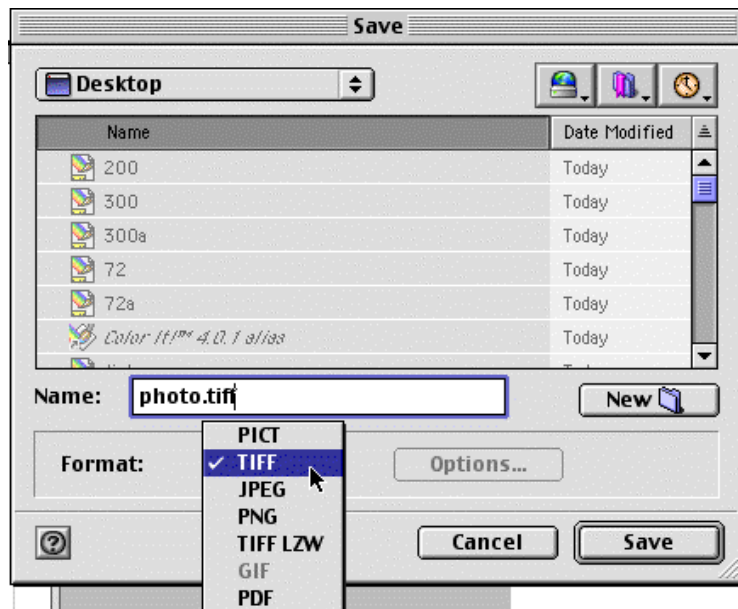 Save
Desktop
Name Date Modified
200 Today
300 Today
300a Today
72 Today
72a Today
Color It!™ 4.0.1 alias Today
Name: photo.tiff New
PICT
Format: ✓ TIFF Options...
JPEG
PNG
TIFF LZW Cancel Save
GIF
PDF